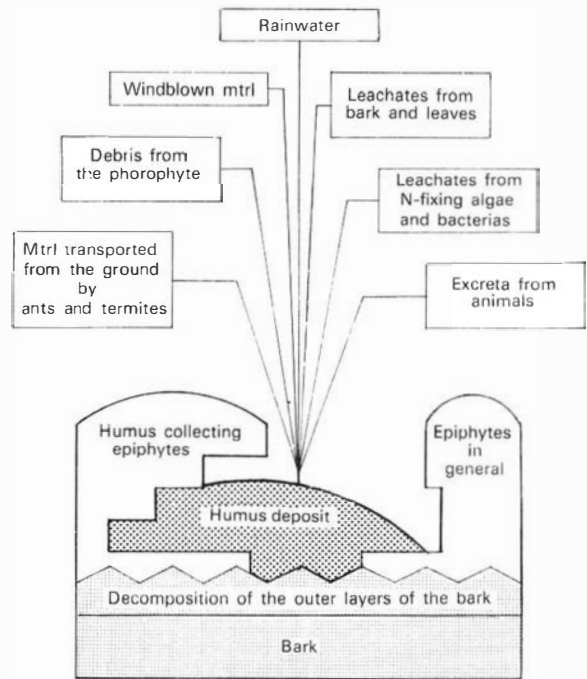 Rainwater
Windblown mtrl
Leachates from
bark and leaves
Debris from
the phorophyte
Leachates from
N-fixing algae
and bacterias
Mtrl transported
from the ground
by
ants and termites
Excreta from
animals
Humus collecting
epiphytes
Epiphytes
in
general
Humus deposit
Decomposition of the outer layers of the bark
Bark